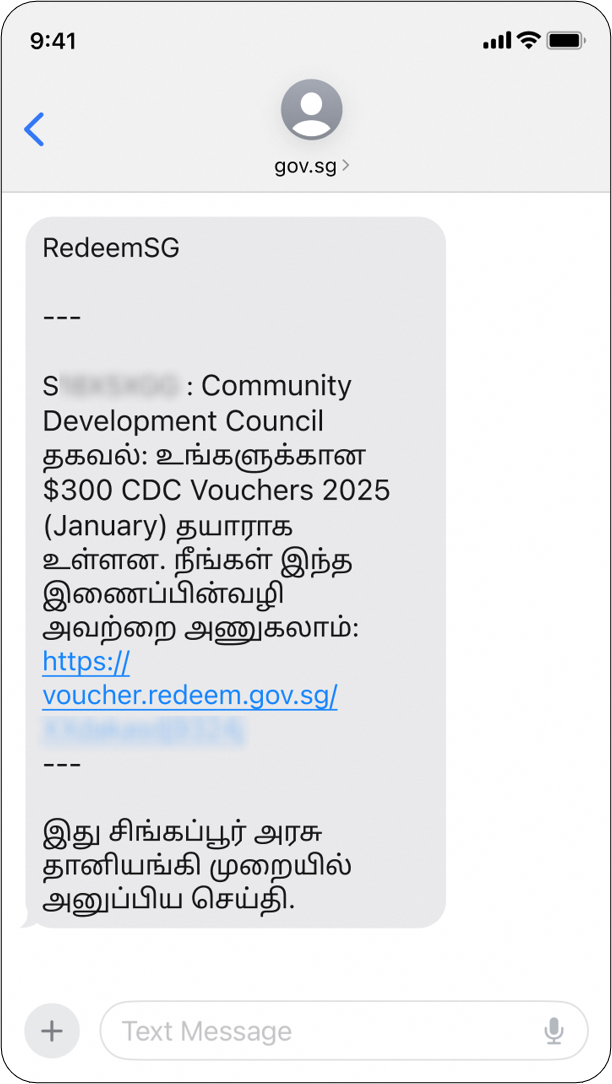 9:41
gov.sg
RedeemSG
---
S : Community
Development Council
தகவல்: உங்களுக்கான
$300 CDC Vouchers 2025
(January) தயாராக
உள்ளன. நீங்கள் இந்த
இணைப்பின்வழி
அவற்றை அணுகலாம்:
https://
voucher.redeem.gov.sg/
---
இது சிங்கப்பூர் அரசு
தானியங்கி முறையில்
அனுப்பிய செய்தி.
Text Message